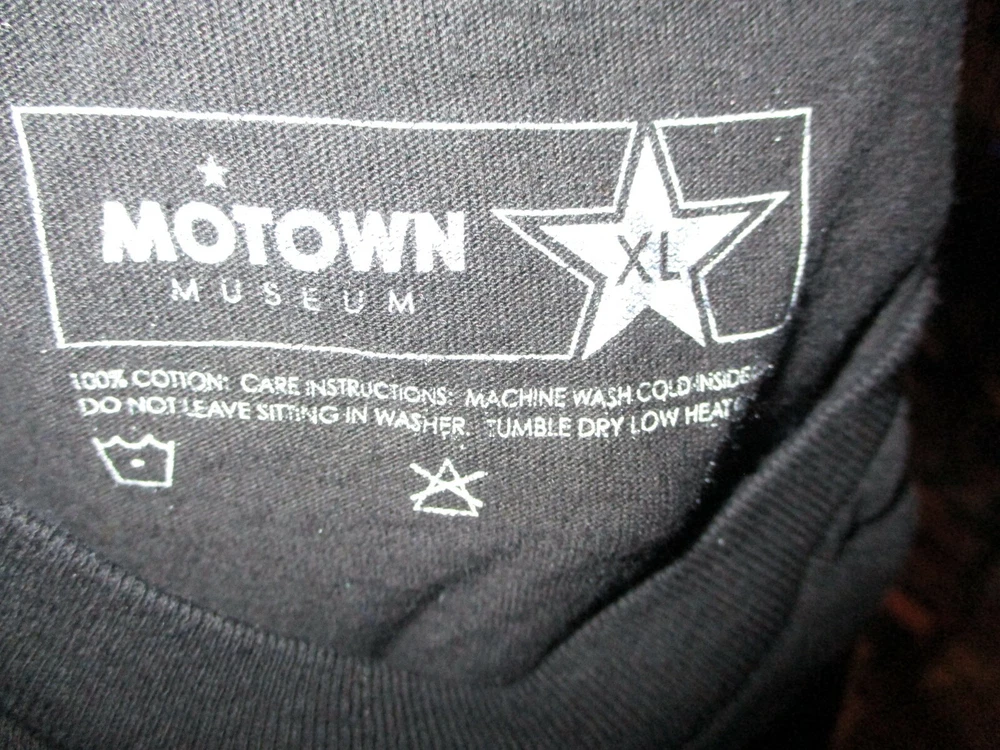 MOTOWN
MUSEUM
XL
100% COTTON: CARE INSTRUCTIONS: MACHINE WASH COLD INSIDE
DO NOT LEAVE SITTING IN WASHER. TUMBLE DRY LOW HEAT